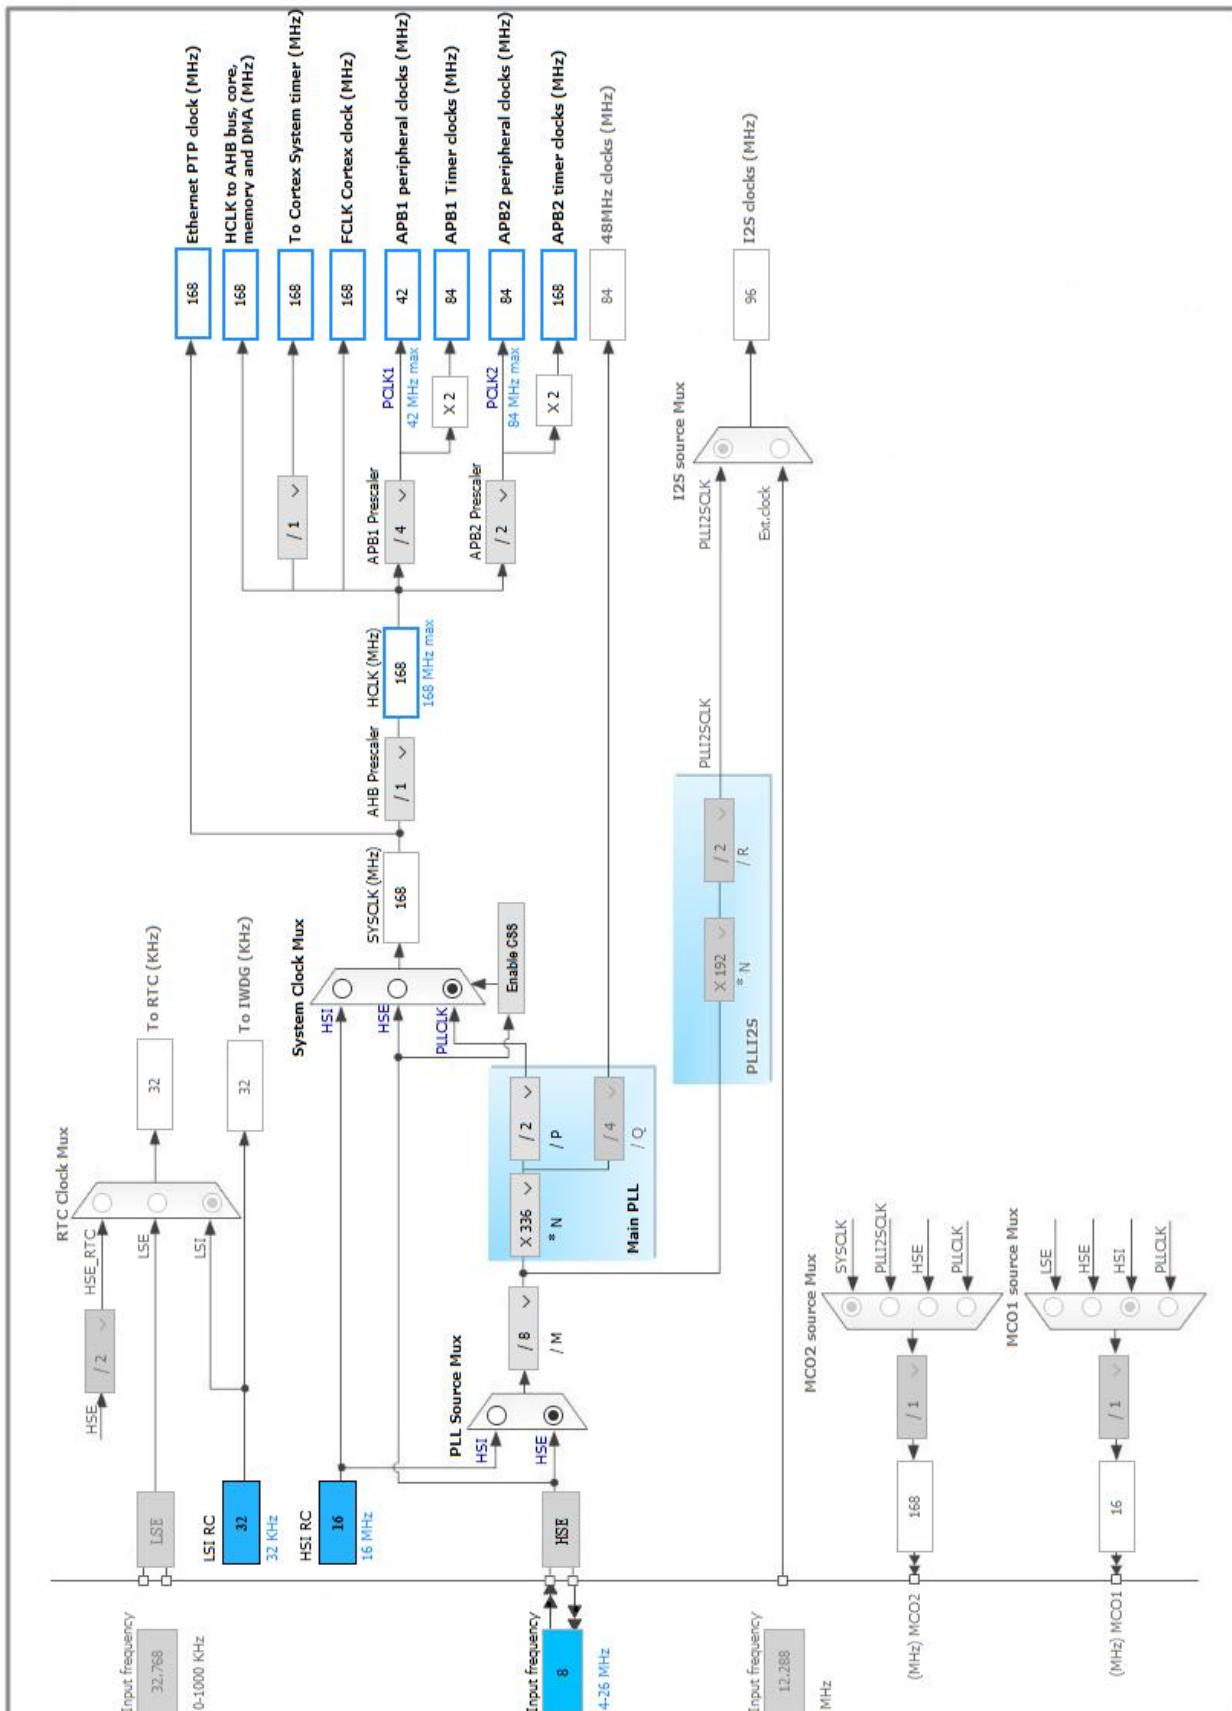 Input frequency
32.768
0-1000 KHz
LSE
HSE
/ 2
HSE_RTC
LSE
LSI
RTC Clock Mux
32
To RTC (KHz)
LSI RC
32
32 KHz
32
To IWDG (KHz)
HSI RC
16
16 MHz
Input frequency
8
4-26 MHz
HSE
PLL Source Mux
HSI
HSE
/ 8
/ M
X 336
* N
/ 2
/ P
/ 4
/ Q
Main PLL
System Clock Mux
HSI
HSE
PLLCLK
Enable CSS
SYSCLK (MHz)
168
AHB Prescaler
/ 1
HCLK (MHz)
168
168 MHz max
/ 1
APB1 Prescaler
/ 4
PCLK1
42 MHz max
X 2
APB2 Prescaler
/ 2
PCLK2
84 MHz max
X 2
168
Ethernet PTP clock (MHz)
168
HCLK to AHB bus, core,
memory and DMA (MHz)
168
To Cortex System timer (MHz)
168
FCLK Cortex clock (MHz)
42
APB1 peripheral clocks (MHz)
84
APB1 Timer clocks (MHz)
84
APB2 peripheral clocks (MHz)
168
APB2 timer clocks (MHz)
84
48MHz clocks (MHz)
X 192
* N
/ 2
/ R
PLLI2S
PLLI2SCLK
PLLI2SCLK
Ext.clock
I2S source Mux
96
I2S clocks (MHz)
Input frequency
12.288
MHz
MCO2 source Mux
SYSCLK
PLLI2SCLK
HSE
PLLCLK
/ 1
168
(MHz) MCO2
MCO1 source Mux
LSE
HSE
HSI
PLLCLK
/ 1
16
(MHz) MCO1